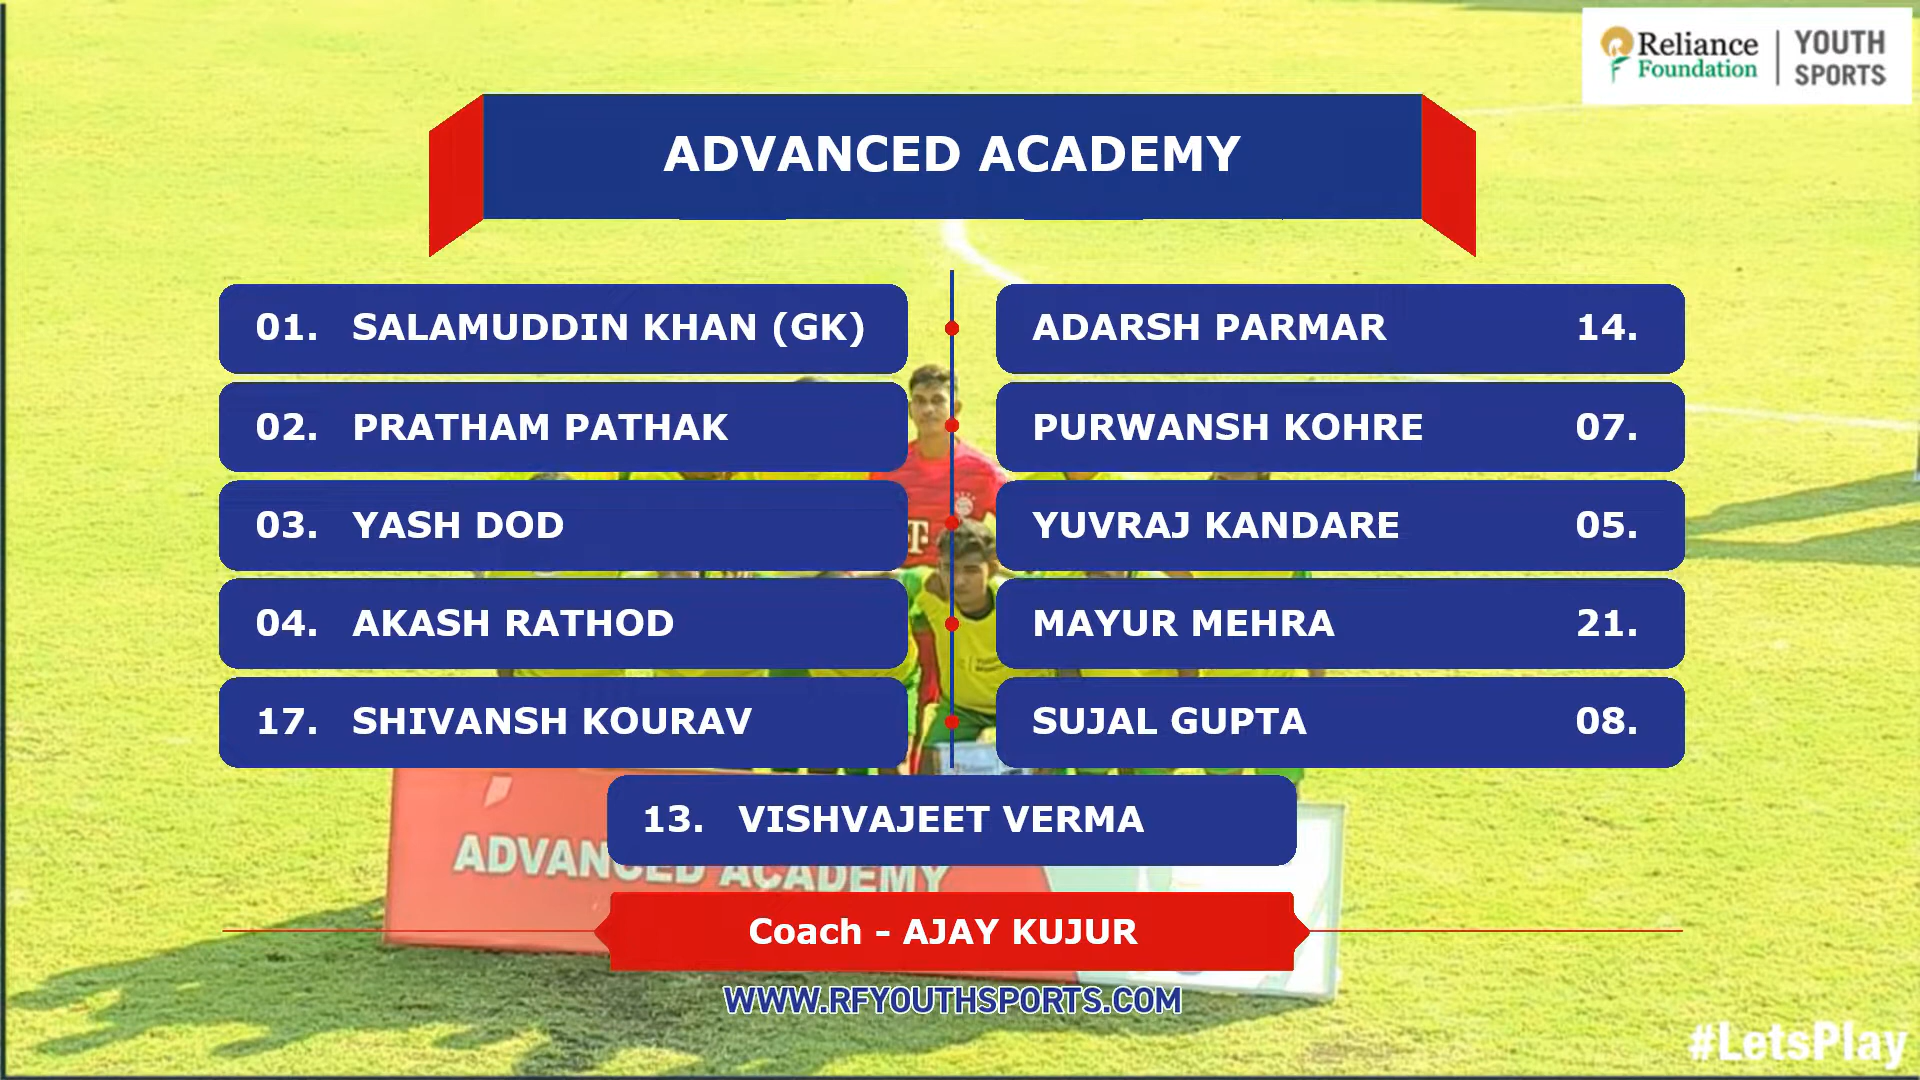 Reliance
Foundation
YOUTH
SPORTS
ADVANCED ACADEMY
01. SALAMUDDIN KHAN (GK)
ADARSH PARMAR 14.
02. PRATHAM PATHAK
PURWANSH KOHRE 07.
03. YASH DOD
YUVRAJ KANDARE 05.
04. AKASH RATHOD
MAYUR MEHRA 21.
17. SHIVANSH KOURAV
SUJAL GUPTA 08.
13. VISHVAJEET VERMA
ADVANCED ACADEMY
Coach - AJAY KUJUR
WWW.RFYOUTHSPORTS.COM
#LetsPlay